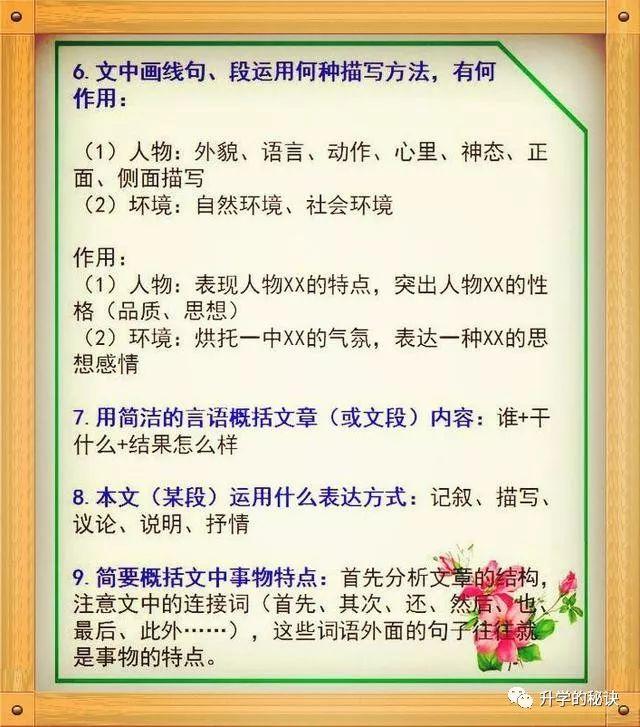 6.文中画线句、段运用何种描写方法，有何
作用：
（1）人物：外貌、语言、动作、心里、神态、正
面、侧面描写
（2）坏境：自然环境、社会环境
作用：
（1）人物：表现人物XX的特点，突出人物XX的性
格（品质、思想）
（2）环境：烘托一中XX的气氛，表达一种XX的思
想感情
7.用简洁的言语概括文章（或文段）内容：谁+干
什么+结果怎么样
8.本文（某段）运用什么表达方式：记叙、描写、
议论、说明、抒情
9.简要概括文中事物特点：首先分析文章的结构，
注意文中的连接词（首先、其次、还、然后、也、
最后、此外……），这些词语外面的句子往往就
是事物的特点。
升学的秘诀